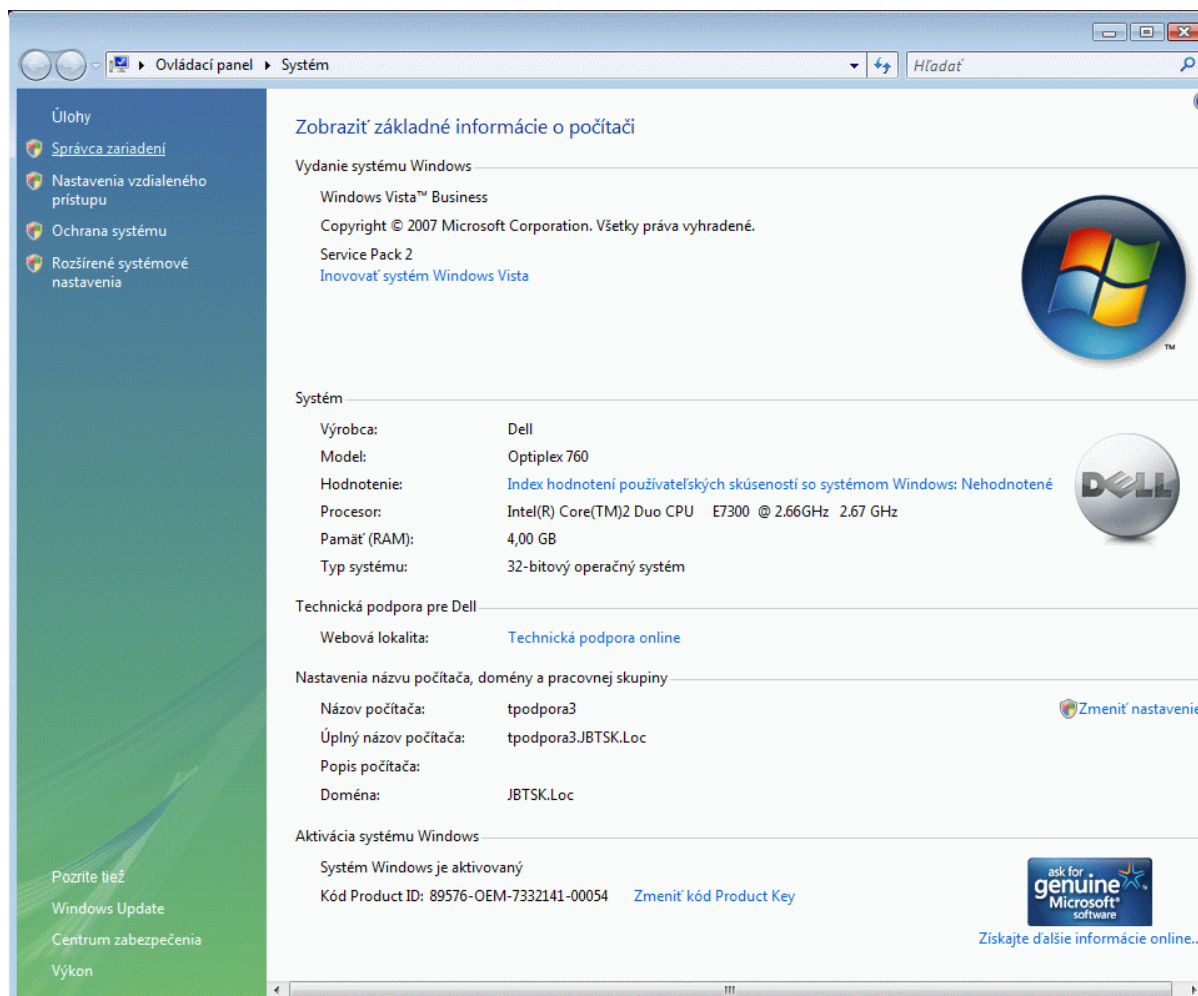 Ovládací panel ▸ Systém
Hľadať
Úlohy
Správca zariadení
Nastavenia vzdialeného
prístupu
Ochrana systému
Rozšírené systémové
nastavenia
Pozrite tiež
Windows Update
Centrum zabezpečenia
Výkon
Zobraziť základné informácie o počítači
Vydanie systému Windows
Windows Vista™ Business
Copyright © 2007 Microsoft Corporation. Všetky práva vyhradené.
Service Pack 2
Inovovať systém Windows Vista
TM
Systém
Výrobca: Dell
Model: Optiplex 760
Hodnotenie: Index hodnotení používateľských skúseností so systémom Windows: Nehodnotené
Procesor: Intel(R) Core(TM)2 Duo CPU E7300 @ 2.66GHz 2.67 GHz
Pamäť (RAM): 4,00 GB
Typ systému: 32-bitový operačný systém
DELL
Technická podpora pre Dell
Webová lokalita: Technická podpora online
Nastavenia názvu počítača, domény a pracovnej skupiny
Názov počítača: tpodpora3
Zmeniť nastavenie
Úplný názov počítača: tpodpora3.JBTSK.Loc
Popis počítača:
Doména: JBTSK.Loc
Aktivácia systému Windows
Systém Windows je aktivovaný
Kód Product ID: 89576-OEM-7332141-00054 Zmeniť kód Product Key
ask for
genuine
Microsoft®
software
Získajte ďalšie informácie online..